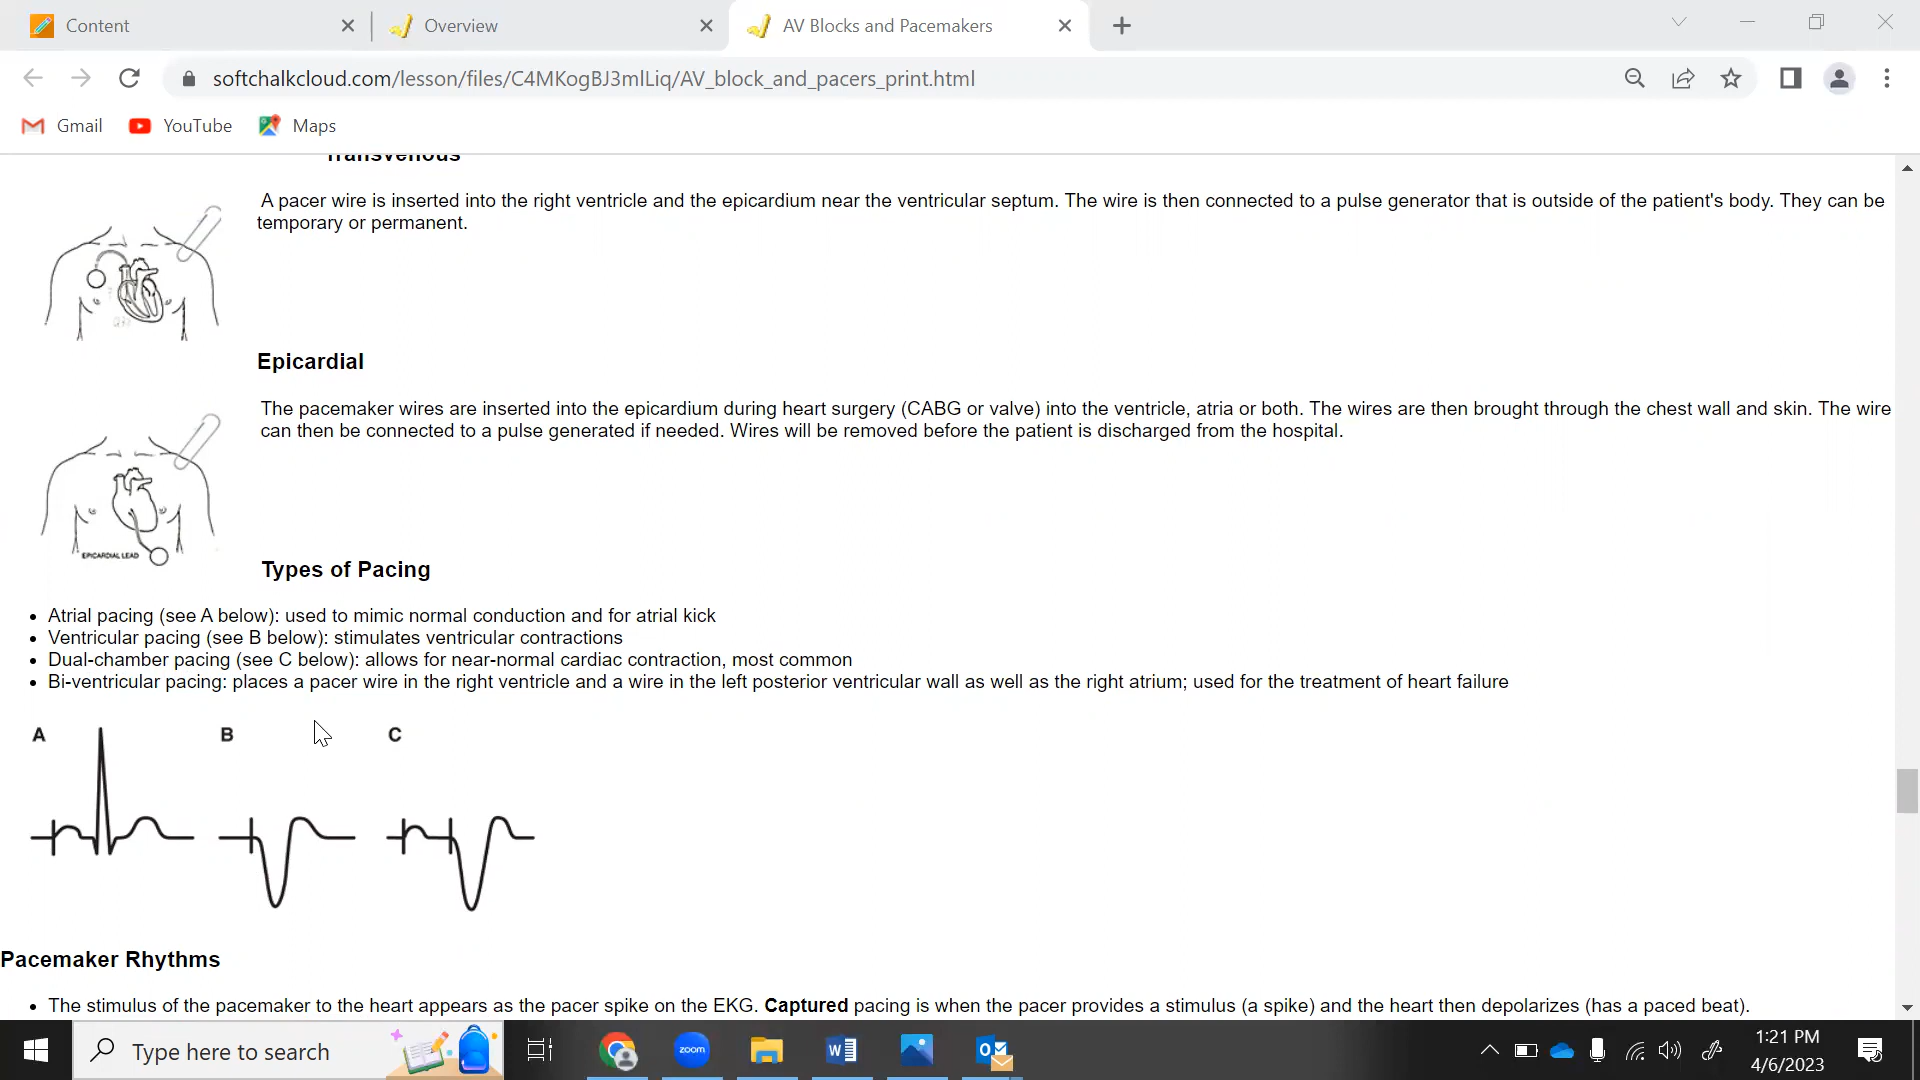 Content
Overview
AV Blocks and Pacemakers
softchalkcloud.com/lesson/files/C4MKogBJ3mlLiq/AV_block_and_pacers_print.html
Gmail
YouTube
Maps
Transvenous
A pacer wire is inserted into the right ventricle and the epicardium near the ventricular septum. The wire is then connected to a pulse generator that is outside of the patient's body. They can be
temporary or permanent.
Epicardial
The pacemaker wires are inserted into the epicardium during heart surgery (CABG or valve) into the ventricle, atria or both. The wires are then brought through the chest wall and skin. The wire
can then be connected to a pulse generated if needed. Wires will be removed before the patient is discharged from the hospital.
EPICARDIAL LEAD
Types of Pacing
• Atrial pacing (see A below): used to mimic normal conduction and for atrial kick
• Ventricular pacing (see B below): stimulates ventricular contractions
• Dual-chamber pacing (see C below): allows for near-normal cardiac contraction, most common
• Bi-ventricular pacing: places a pacer wire in the right ventricle and a wire in the left posterior ventricular wall as well as the right atrium; used for the treatment of heart failure
A
B
C
Pacemaker Rhythms
• The stimulus of the pacemaker to the heart appears as the pacer spike on the EKG. Captured pacing is when the pacer provides a stimulus (a spike) and the heart then depolarizes (has a paced beat).
Type here to search
zoom
W
1:21 PM
4/6/2023